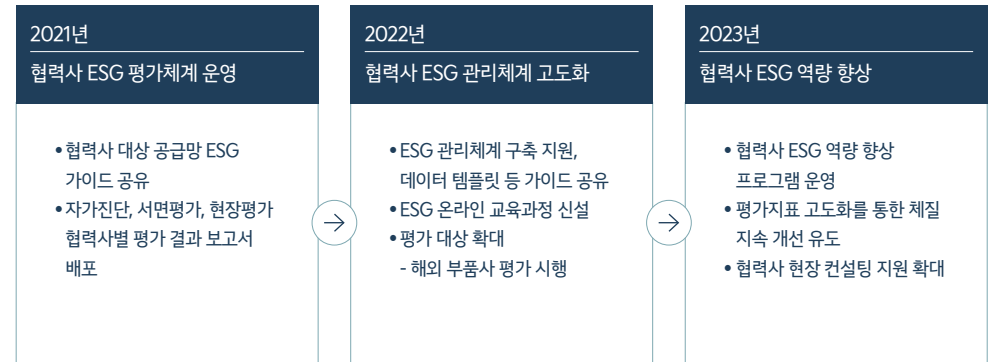 2021년
협력사 ESG 평가체계 운영
•협력사 대상 공급망 ESG
가이드 공유
•자가진단, 서면평가, 현장평가
협력사별 평가 결과 보고서
배포
2022년
협력사 ESG 관리체계 고도화
•ESG 관리체계 구축 지원,
데이터 템플릿 등 가이드 공유
•ESG 온라인 교육과정 신설
•평가 대상 확대
- 해외 부품사 평가 시행
2023년
협력사 ESG 역량 향상
• 협력사 ESG 역량 향상
프로그램 운영
• 평가지표 고도화를 통한 체질
지속 개선 유도
• 협력사 현장 컨설팅 지원 확대